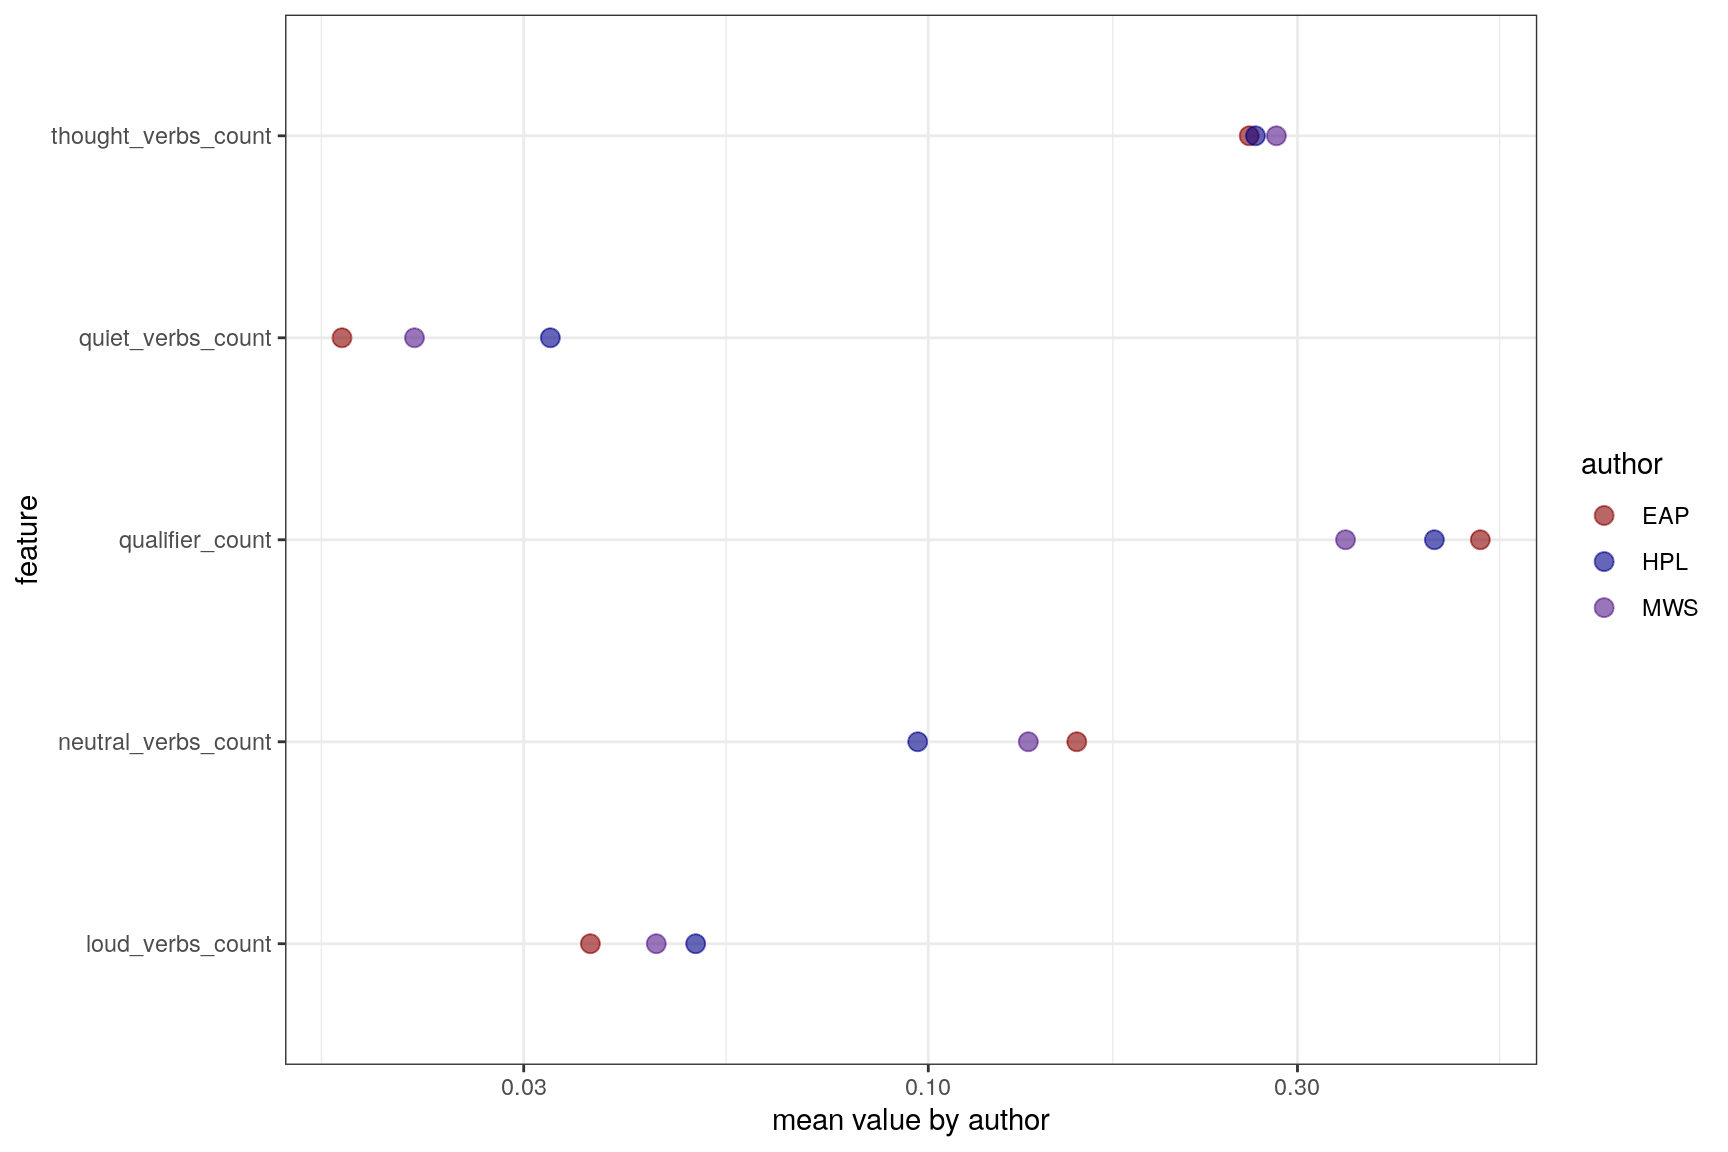 thought_verbs_count
quiet_verbs_count
qualifier_count
neutral_verbs_count
loud_verbs_count
feature
0.03
0.10
0.30
mean value by author
author
EAP
HPL
MWS